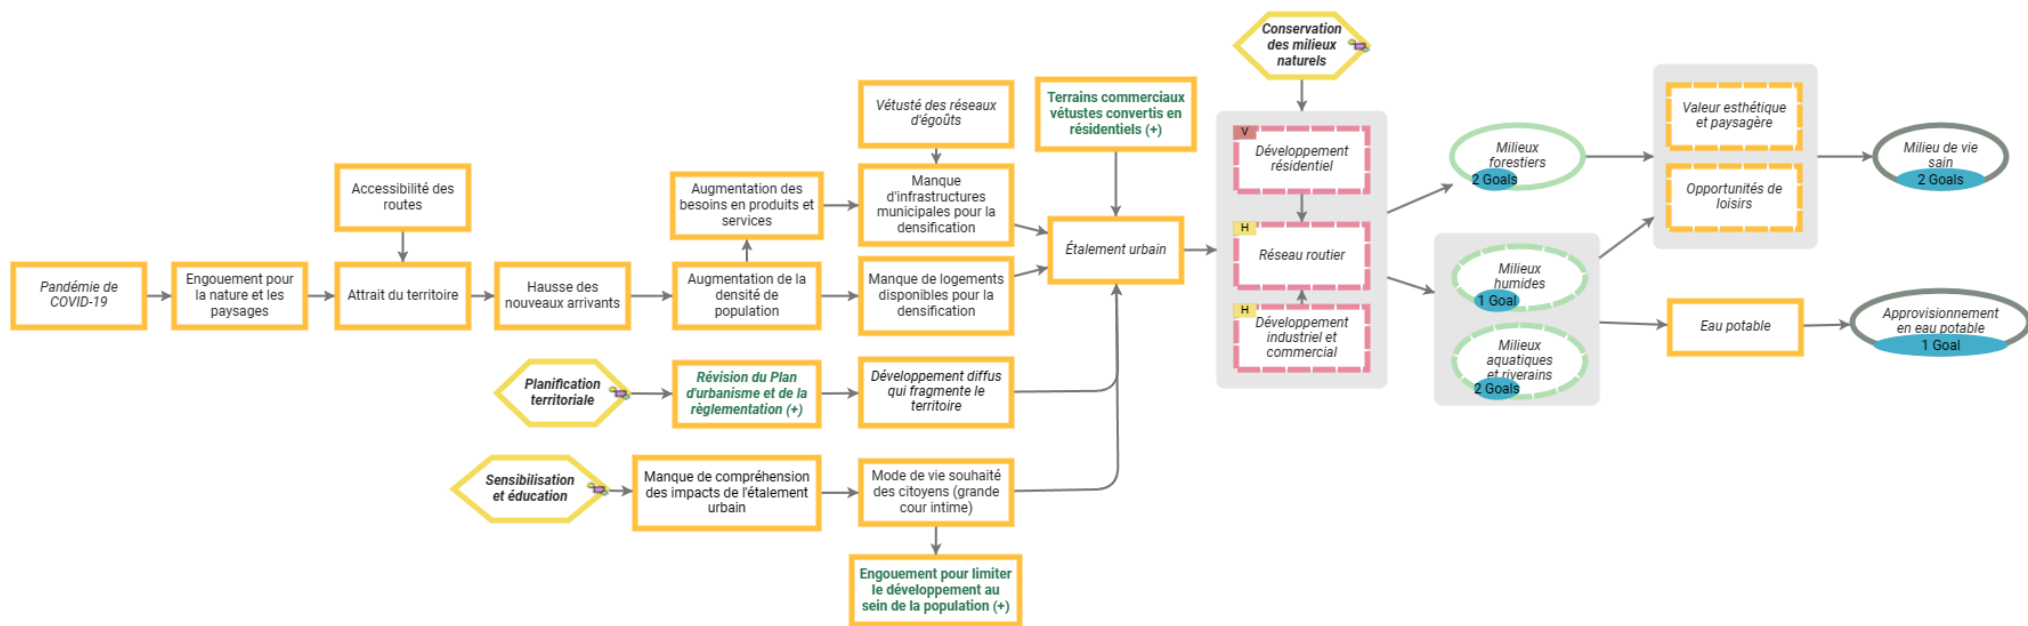 Conservation
des milieux
naturels
Terrains commerciaux
vétustes convertis en
résidentiels (+)
Vétusté des réseaux
d'égoûts
V
Développement
résidentiel
Valeur esthétique
et paysagère
Milieux
forestiers
2 Goals
Milieu de vie
sain
2 Goals
Accessibilité des
routes
Augmentation des
besoins en produits et
services
Manque
d'infrastructures
municipales pour la
densification
Opportunités de
loisirs
Étalement urbain
H
Réseau routier
Pandémie de
COVID-19
Engouement pour
la nature et les
paysages
Attrait du territoire
Hausse des
nouveaux arrivants
Augmentation de la
densité de
population
Manque de logements
disponibles pour la
densification
Milieux
humides
1 Goal
H
Développement
industriel et
commercial
Eau potable
Approvisionnement
en eau potable
1 Goal
Milieux
aquatiques
et riverains
2 Goals
Planification
territoriale
Révision du Plan
d'urbanisme et de la
règlementation (+)
Développement diffus
qui fragmente le
territoire
Sensibilisation
et éducation
Manque de compréhension
des impacts de l'étalement
urbain
Mode de vie souhaité
des citoyens (grande
cour intime)
Engouement pour limiter
le développement au
sein de la population (+)